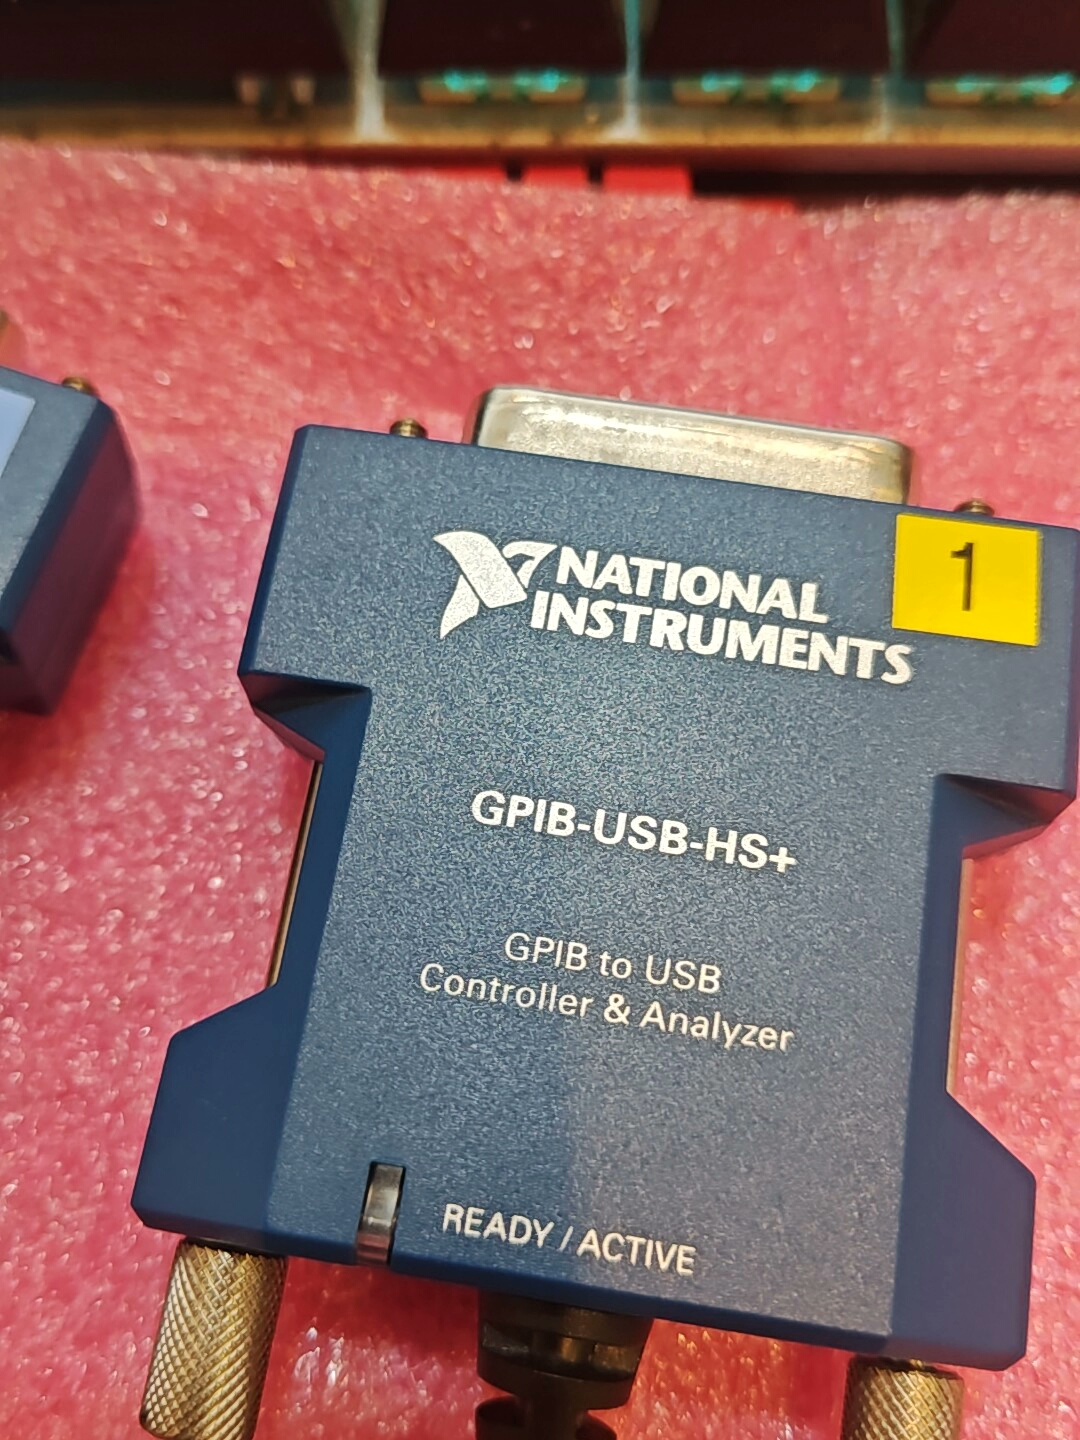 NATIONAL
INSTRUMENTS
1
GPIB-USB-HS+
GPIB to USB
Controller & Analyzer
READY / ACTIVE